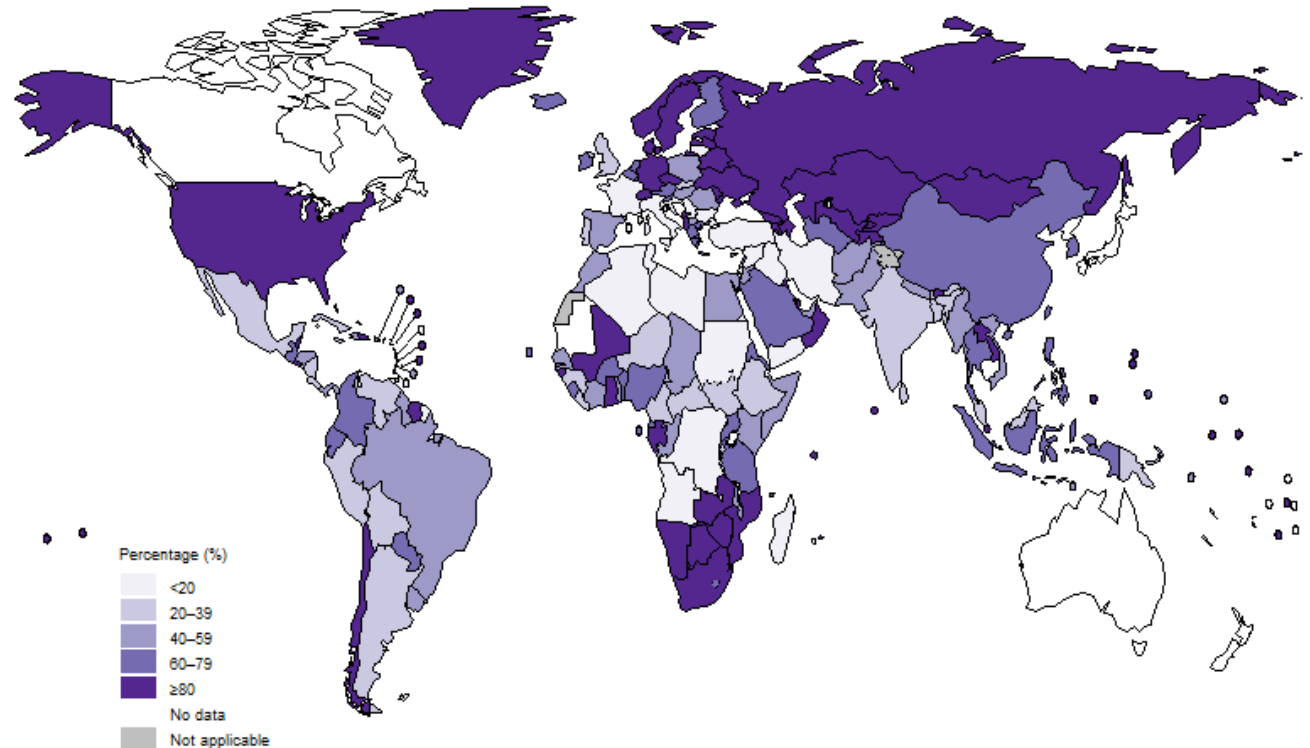 Percentage (%)
<20
20–39
40–59
60–79
≥80
No data
Not applicable